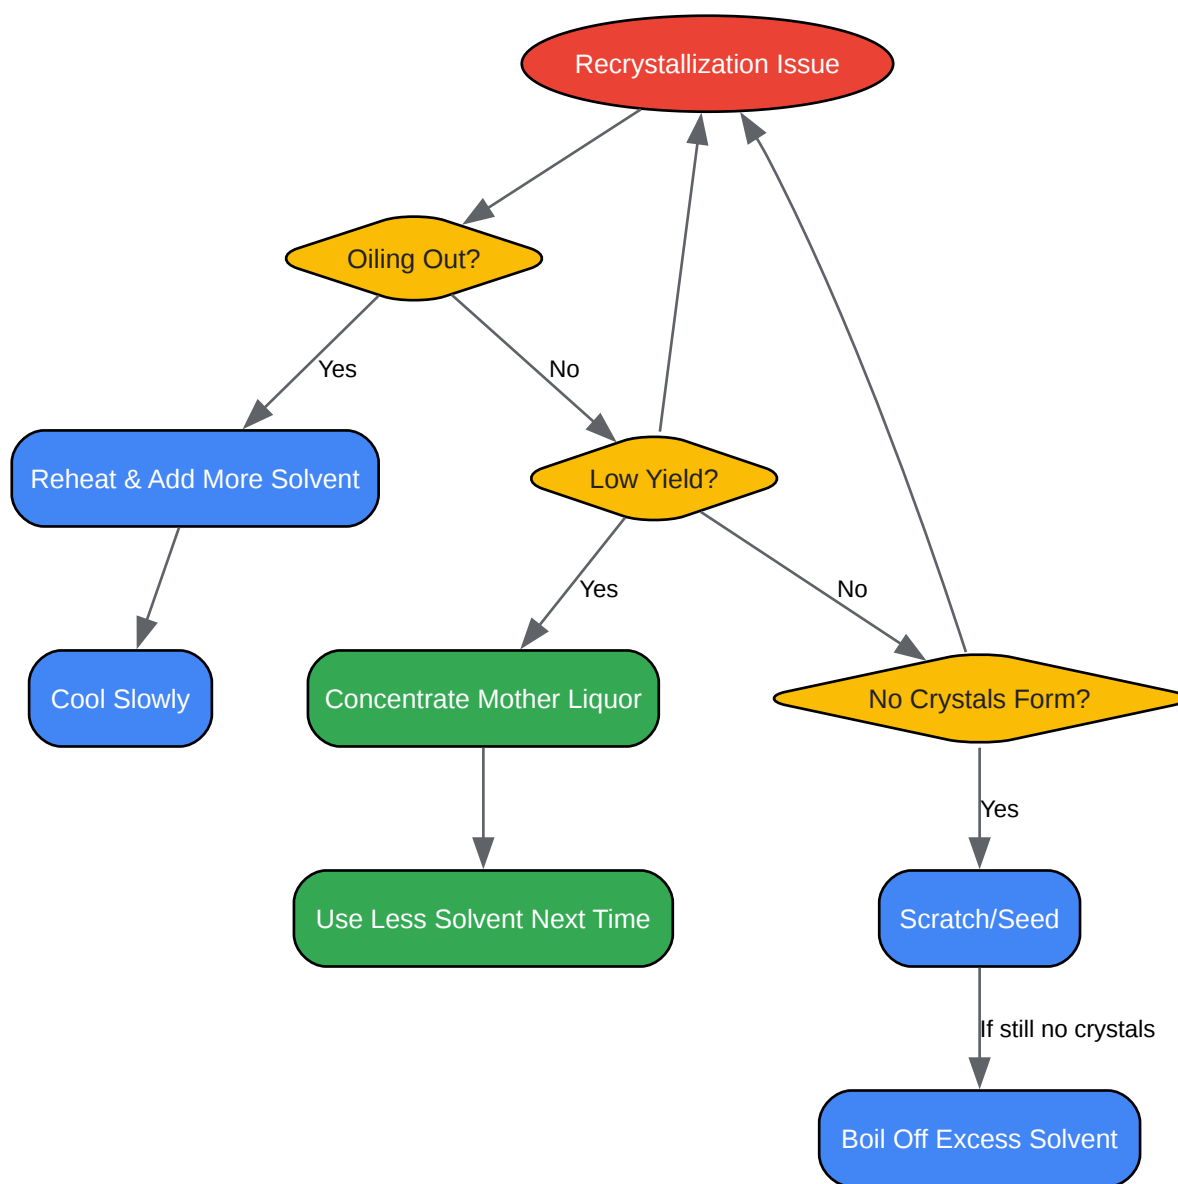 Recrystallization Issue
Oiling Out?
Yes
No
Reheat & Add More Solvent
Low Yield?
Yes
No
Cool Slowly
Concentrate Mother Liquor
No Crystals Form?
Yes
Use Less Solvent Next Time
Scratch/Seed
If still no crystals
Boil Off Excess Solvent